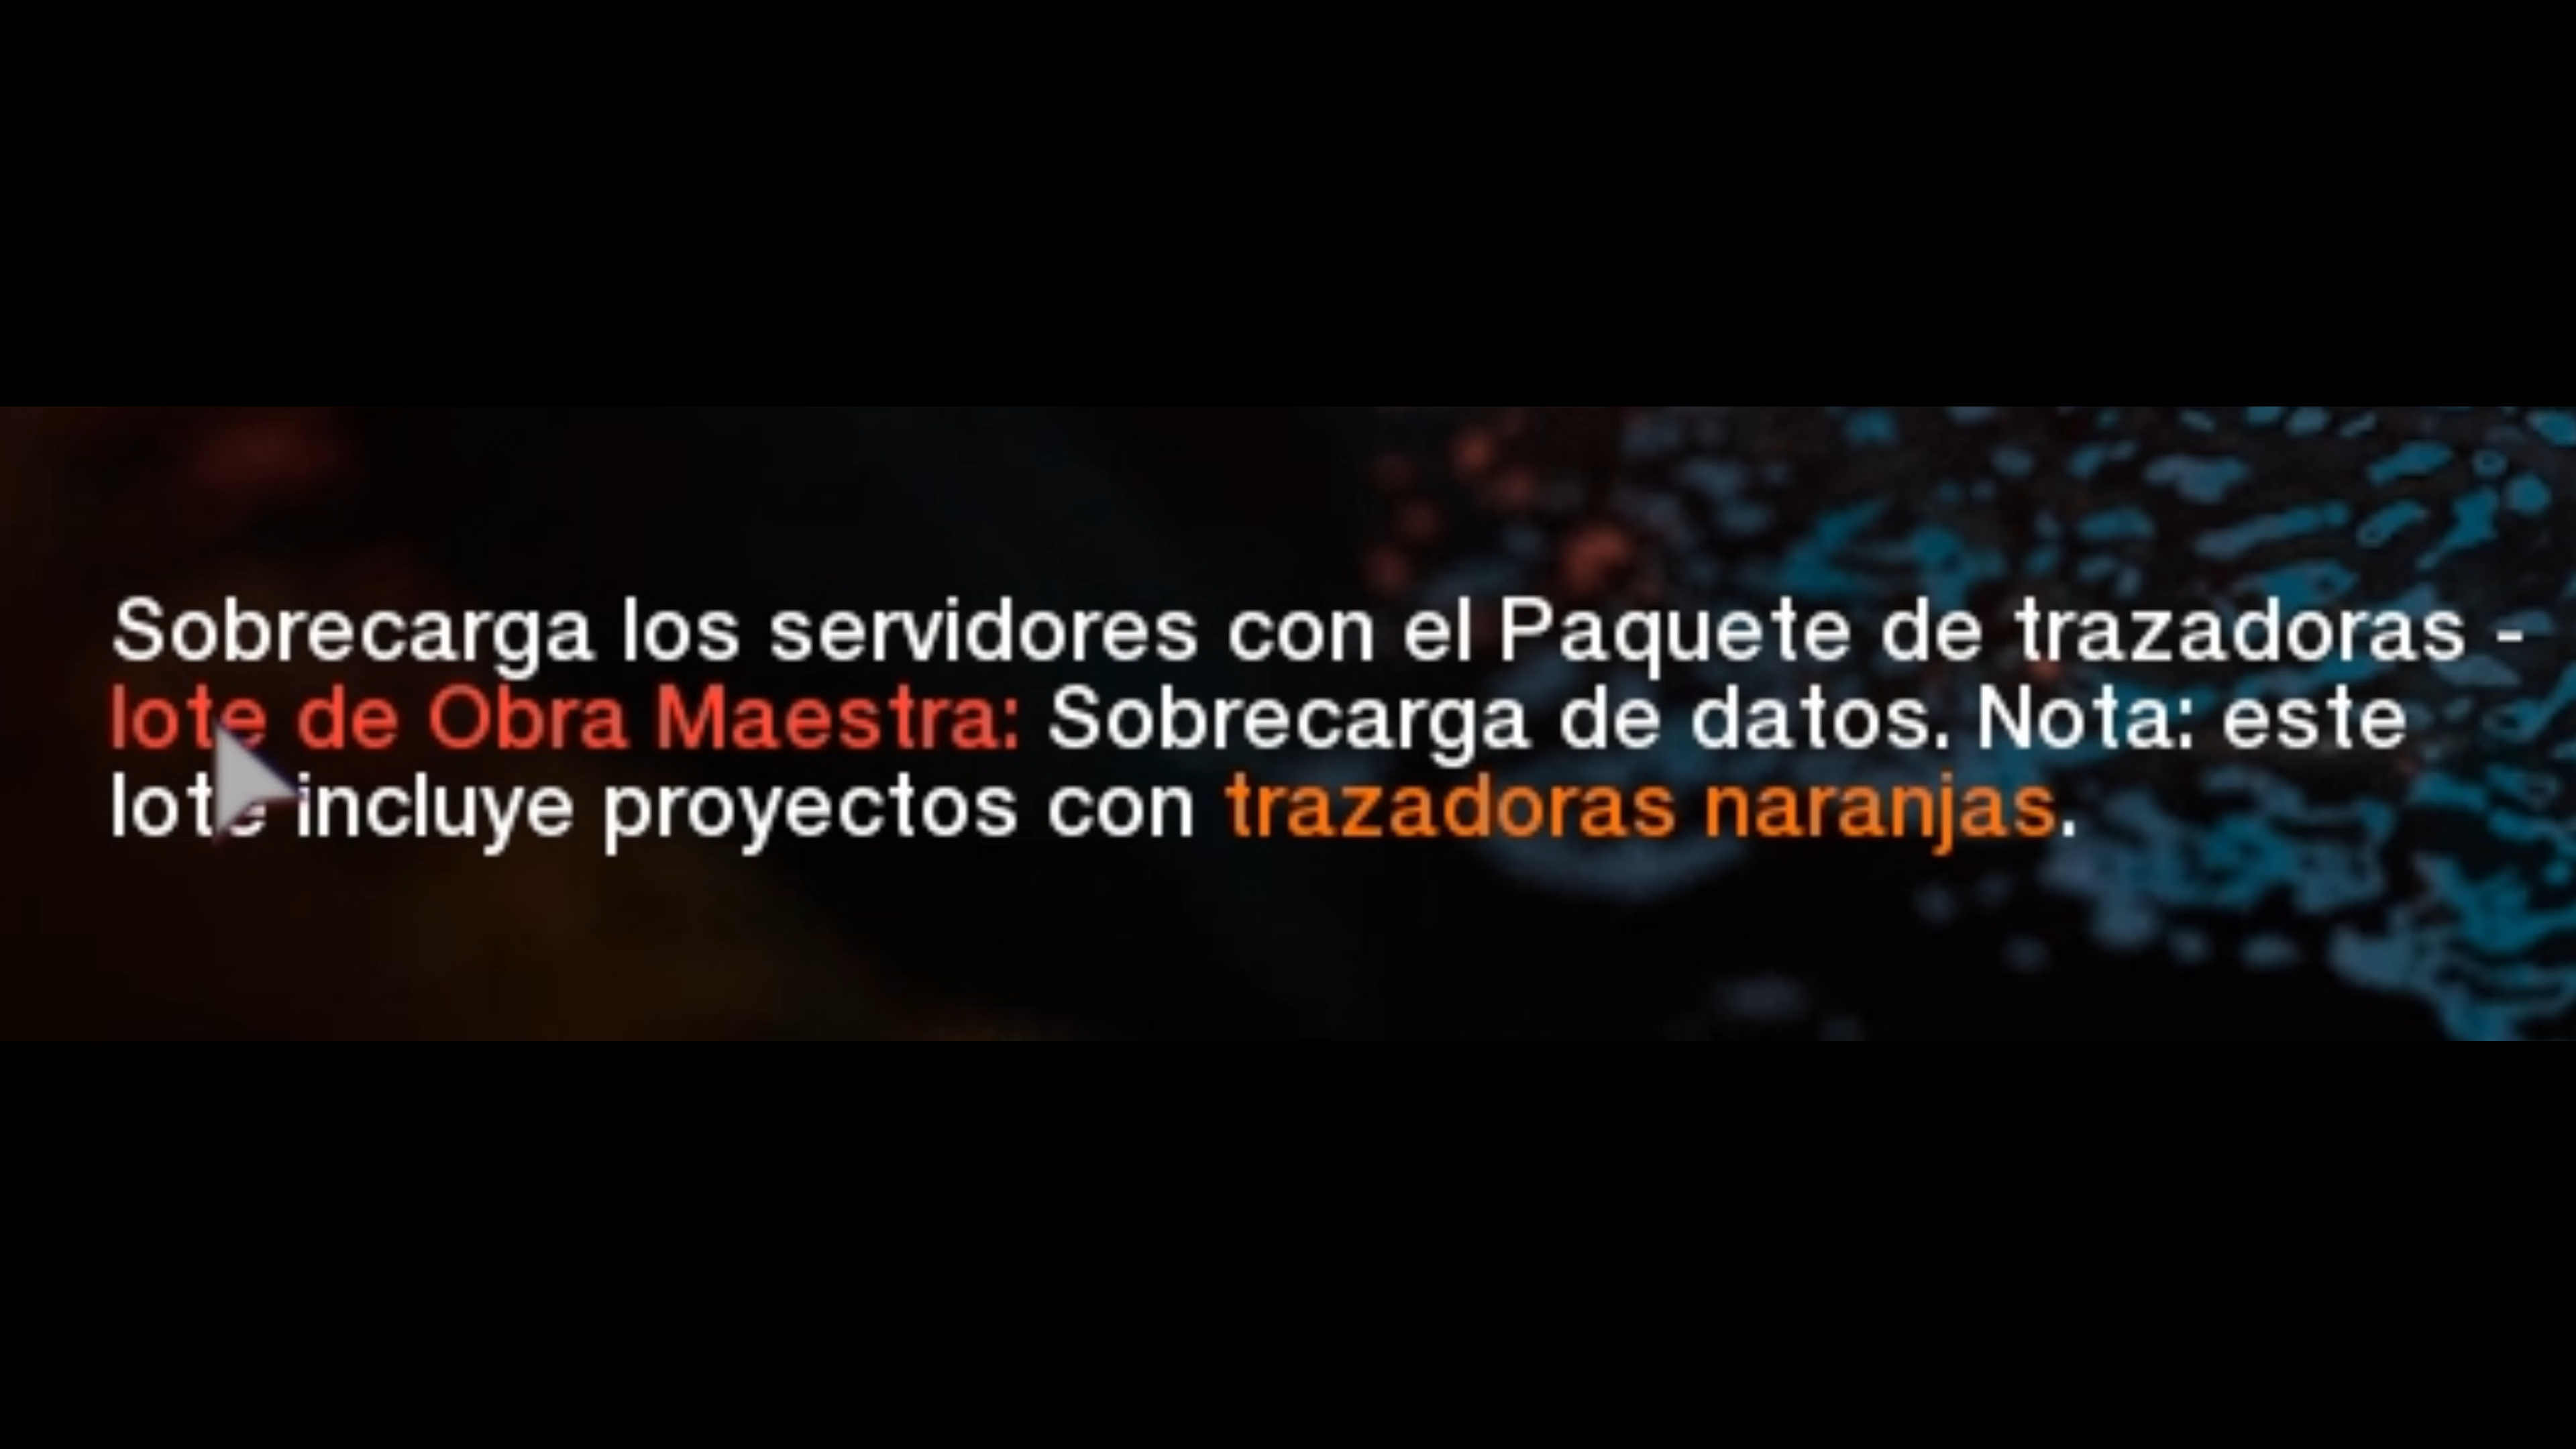 Sobrecarga los servidores con el Paquete de trazadoras -
lote de Obra Maestra: Sobrecarga de datos. Nota: este
lote incluye proyectos con trazadoras naranjas.